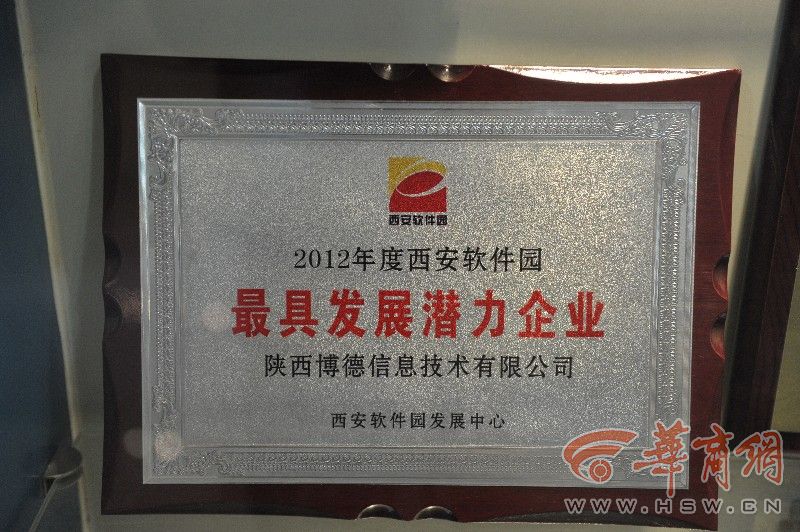 西安软件园
2012年度西安软件园
最具发展潜力企业
陕西博德信息技术有限公司
西安软件园发展中心
華商網
WWW.HSW.CN